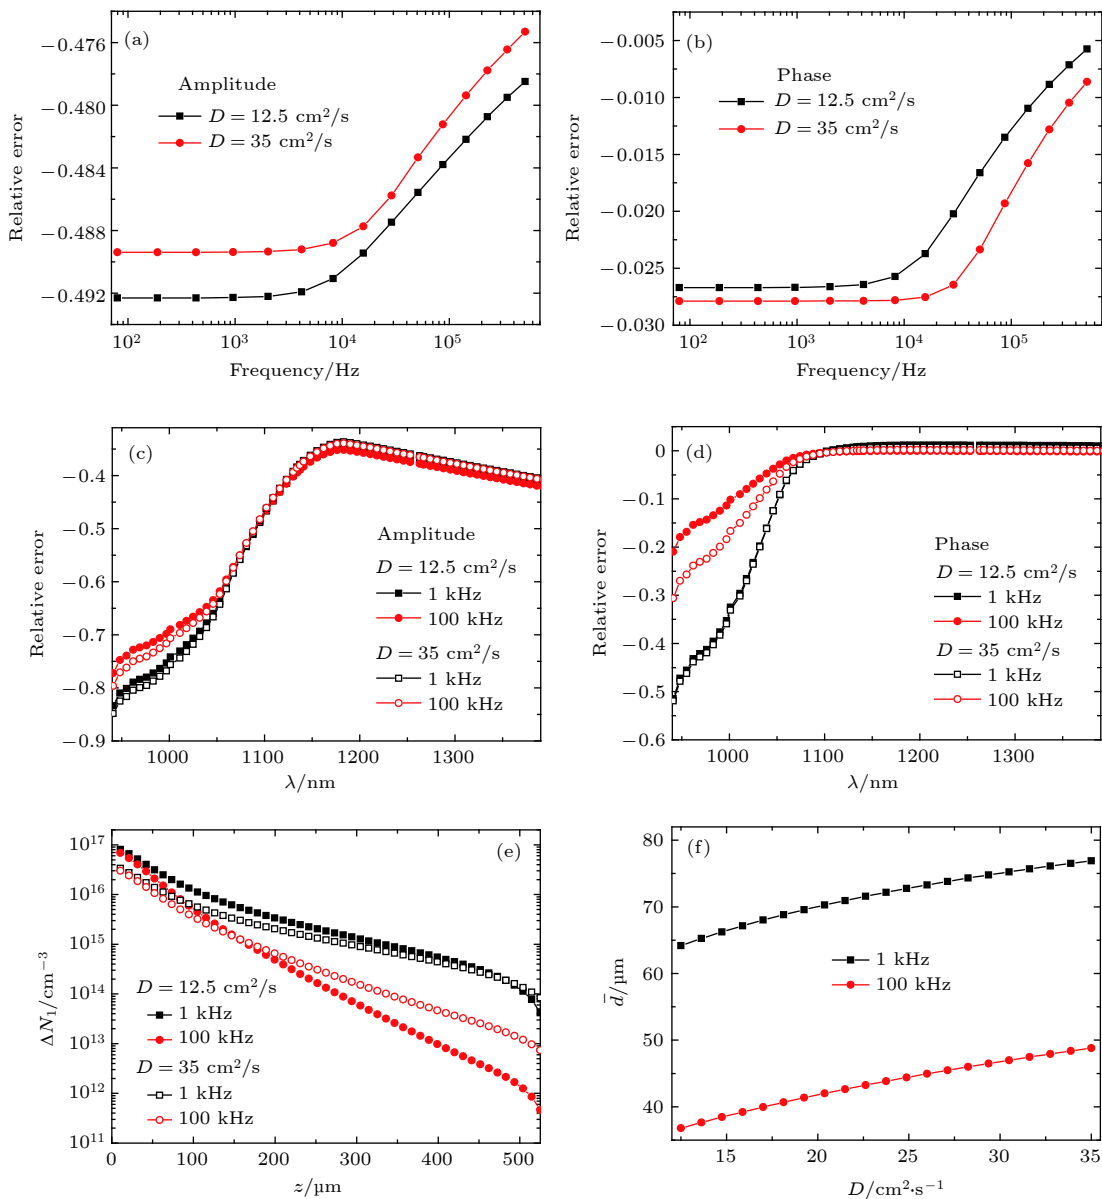 (a)
Amplitude
D = 12.5 cm²/s
D = 35 cm²/s
−0.476
−0.480
−0.484
−0.488
−0.492
Relative error
10² 10³ 10⁴ 10⁵
Frequency/Hz
(b)
Phase
D = 12.5 cm²/s
D = 35 cm²/s
−0.005
−0.010
−0.015
−0.020
−0.025
−0.030
Relative error
10² 10³ 10⁴ 10⁵
Frequency/Hz
(c)
Amplitude
D = 12.5 cm²/s
1 kHz
100 kHz
D = 35 cm²/s
1 kHz
100 kHz
−0.4
−0.5
−0.6
−0.7
−0.8
−0.9
Relative error
1000 1100 1200 1300
λ/nm
(d)
Phase
D = 12.5 cm²/s
1 kHz
100 kHz
D = 35 cm²/s
1 kHz
100 kHz
0
−0.1
−0.2
−0.3
−0.4
−0.5
−0.6
Relative error
1000 1100 1200 1300
λ/nm
(e)
D = 12.5 cm²/s
1 kHz
100 kHz
D = 35 cm²/s
1 kHz
100 kHz
10¹⁷
10¹⁶
10¹⁵
10¹⁴
10¹³
10¹²
10¹¹
ΔN₁/cm⁻³
0 100 200 300 400 500
z/μm
(f)
1 kHz
100 kHz
80
70
60
50
40
d̄/μm
15 20 25 30 35
D/cm²·s⁻¹